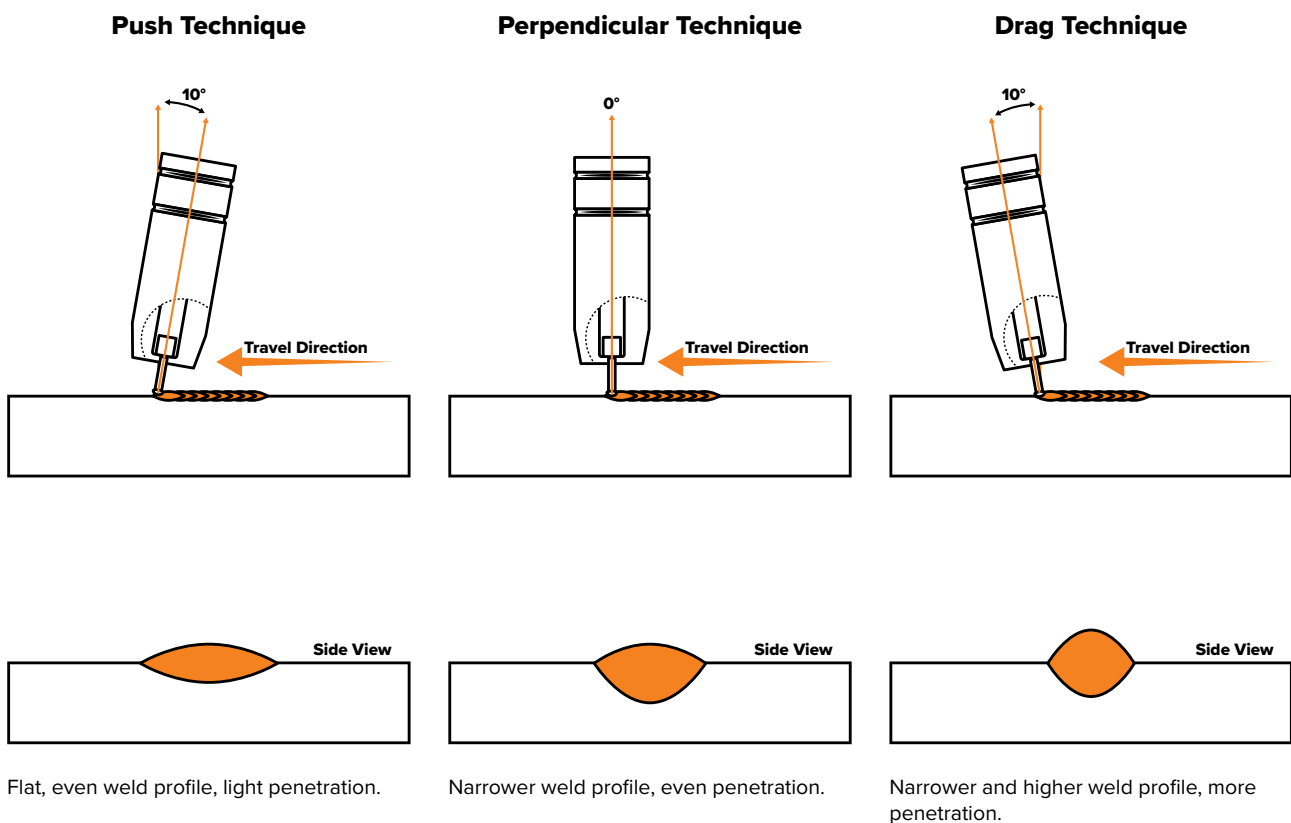 Push Technique
Perpendicular Technique
Drag Technique
10°
0°
10°
Travel Direction
Travel Direction
Travel Direction
Side View
Side View
Side View
Flat, even weld profile, light penetration.
Narrower weld profile, even penetration.
Narrower and higher weld profile, more
penetration.